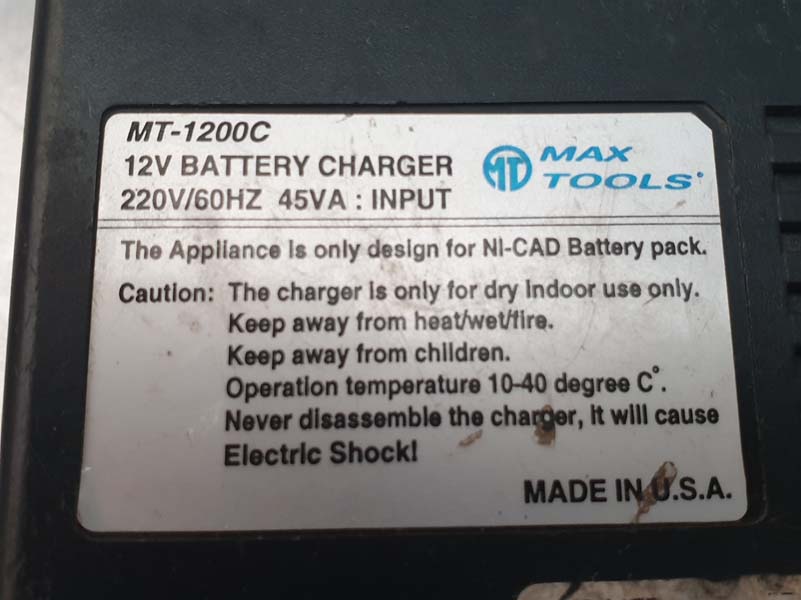 MT-1200C
12V BATTERY CHARGER
220V/60HZ 45VA : INPUT
MT MAX
TOOLS
The Appliance is only design for NI-CAD Battery pack.
Caution: The charger is only for dry indoor use only.
Keep away from heat/wet/fire.
Keep away from children.
Operation temperature 10-40 degree C°.
Never disassemble the charger, it will cause
Electric Shock!
MADE IN U.S.A.